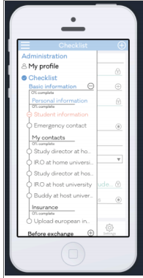 Checklist
Administration
My profile
Checklist
Basic information
0% complete
Personal information
0% complete
Student information
Emergency contact
My contacts
0% complete
Study director at ho..
IRO at home universi..
Study director at hos..
IRO at host university
Buddy at host univer..
Insurance
0% complete
Upload european in..
Before exchange